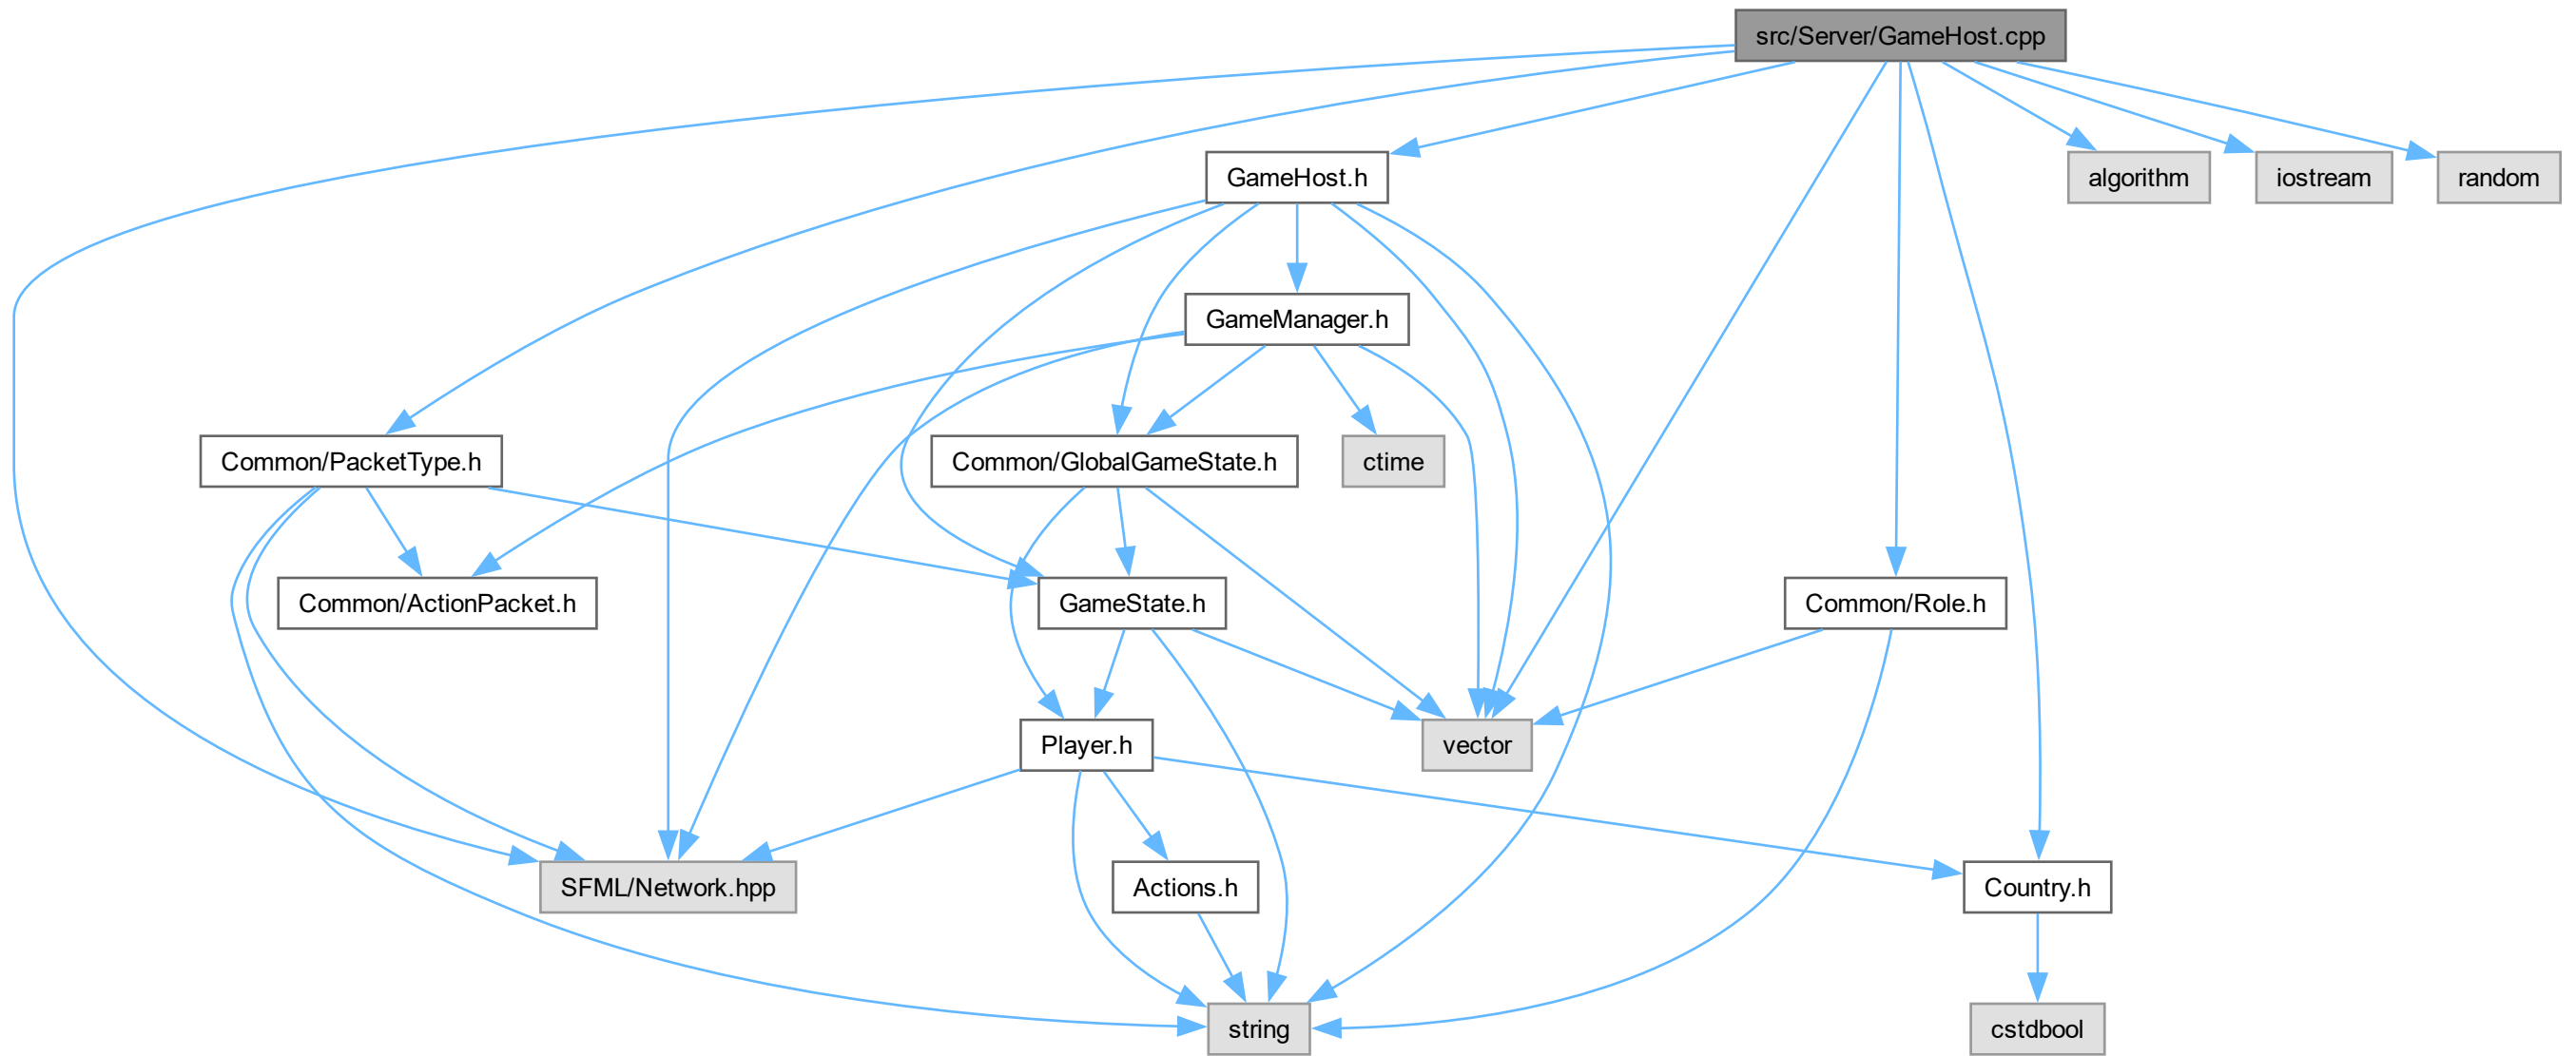 src/Server/GameHost.cpp
GameHost.h
algorithm
iostream
random
GameManager.h
Common/PacketType.h
Common/GlobalGameState.h
ctime
Common/ActionPacket.h
GameState.h
Common/Role.h
Player.h
vector
SFML/Network.hpp
Actions.h
Country.h
string
cstdbool